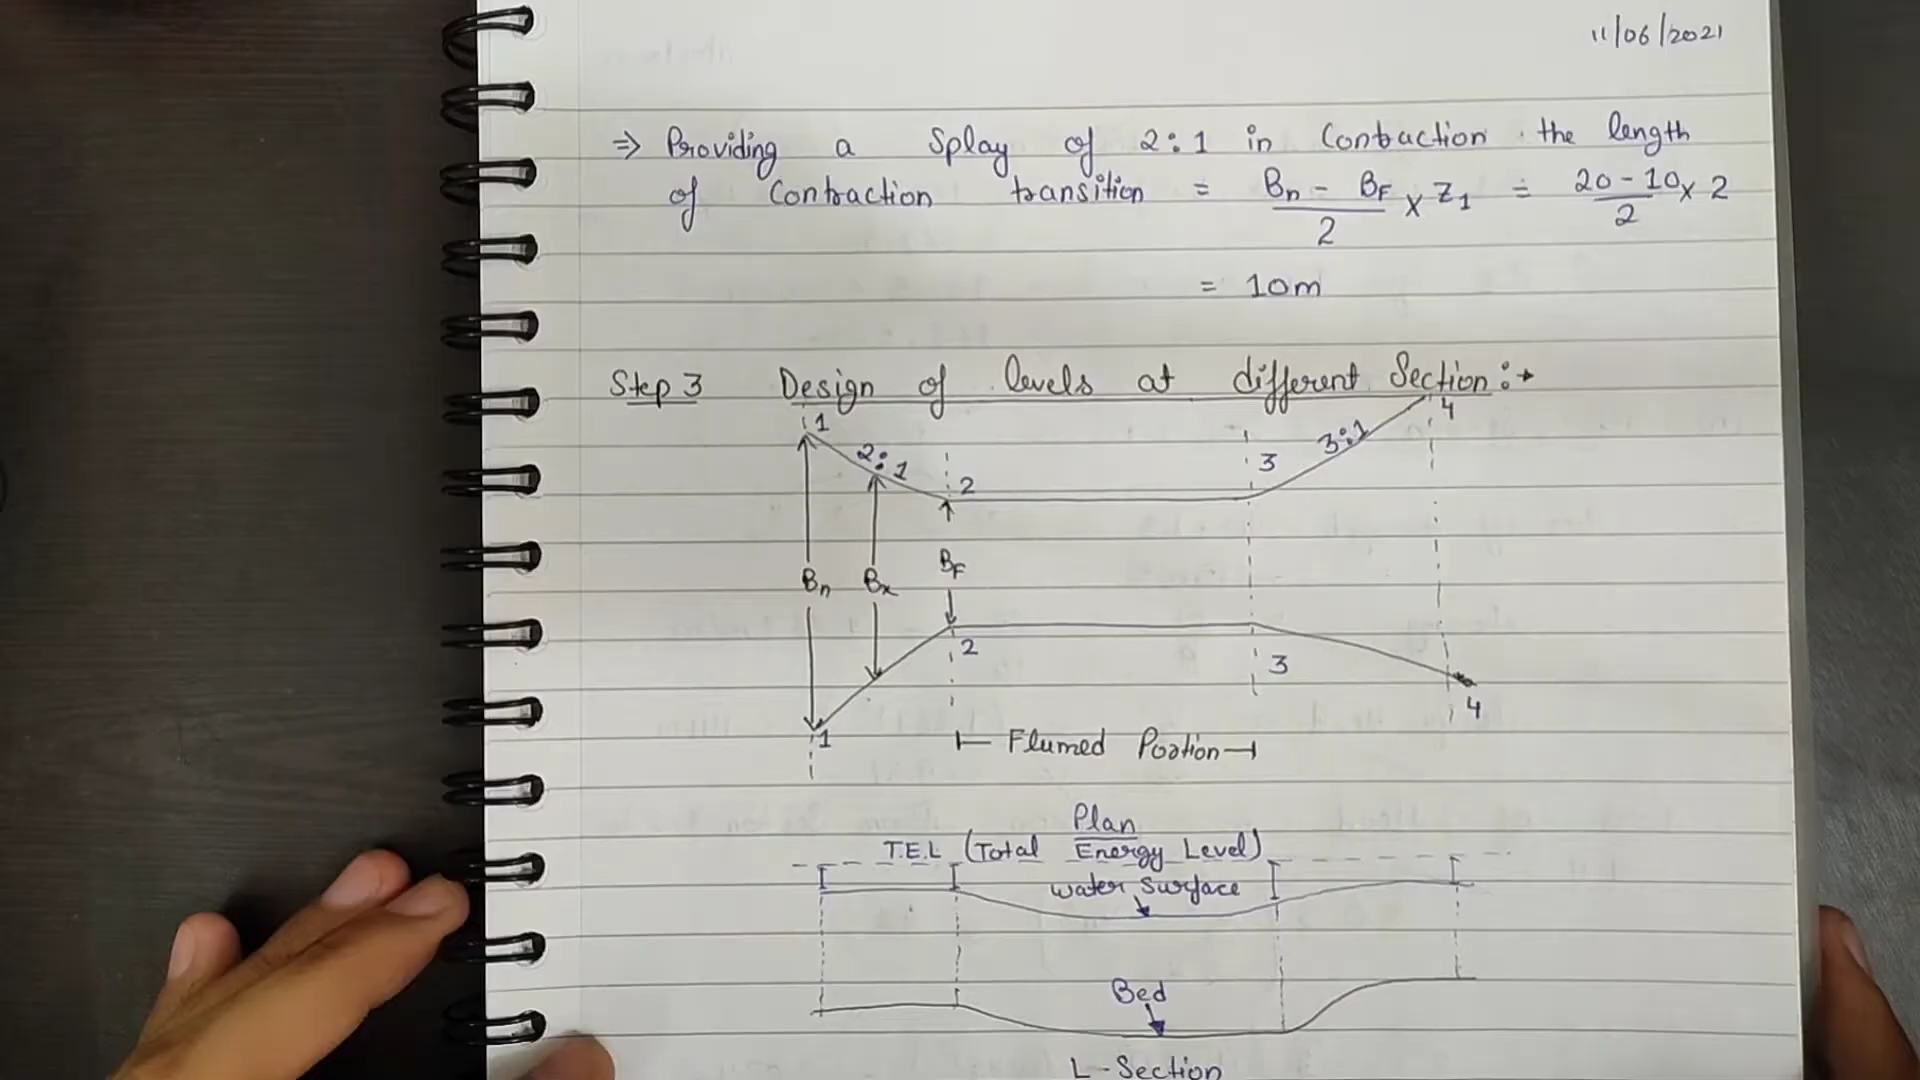 11/06/2021
⇒ Providing a Splay of 2:1 in Contraction the length
of Contraction transition = Bn - BF / 2 x Z1 = 20 - 10 / 2 x 2
= 10m
Step 3 Design of levels at different Section :→
1 4
2:1 3:1
2 3
Bn Bx BF
2 3
1 4
Flumed Portion
Plan
T.E.L (Total Energy Level)
water surface
Bed
L - Section